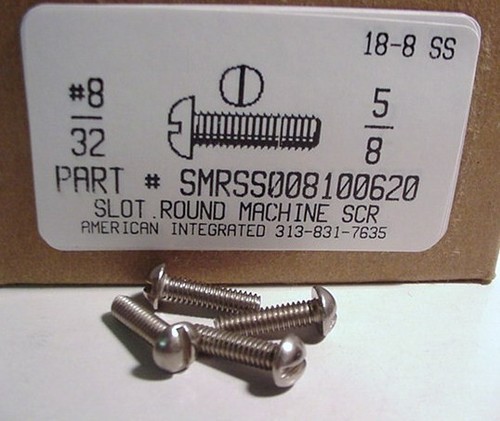 18-8 SS
#8
32
5
8
PART # SMRSS008100620
SLOT.ROUND MACHINE SCR
AMERICAN INTEGRATED 313-831-7635